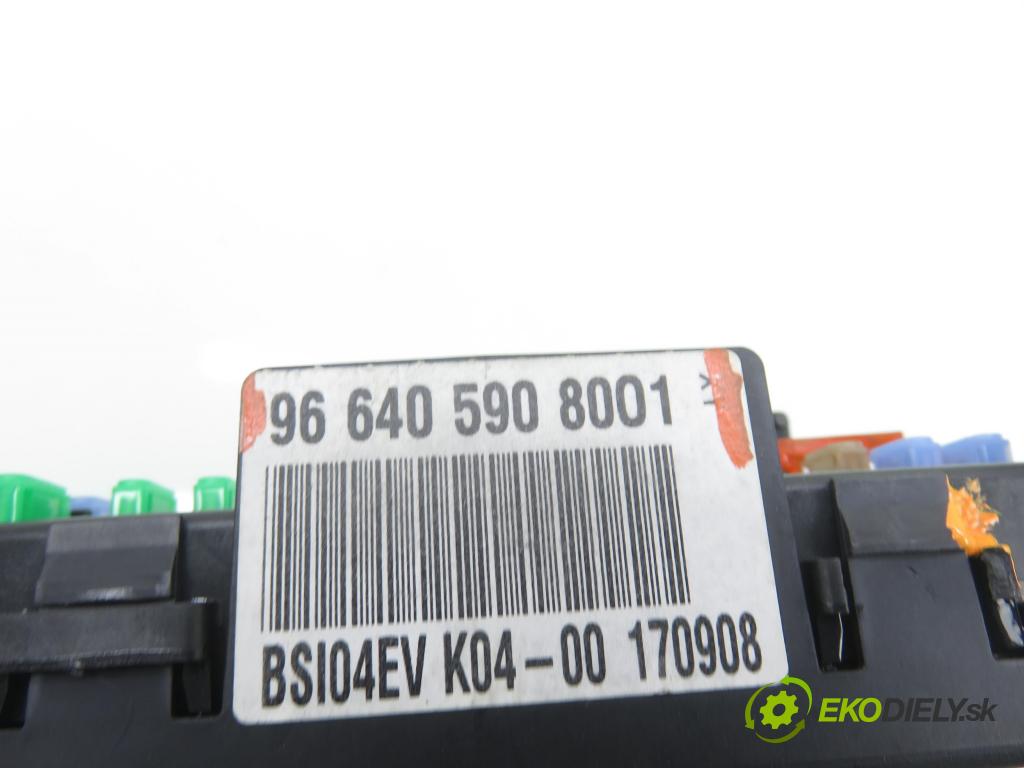 96 640 590 8001
BSI04EV K04-00 170908
EKODIELY.sk